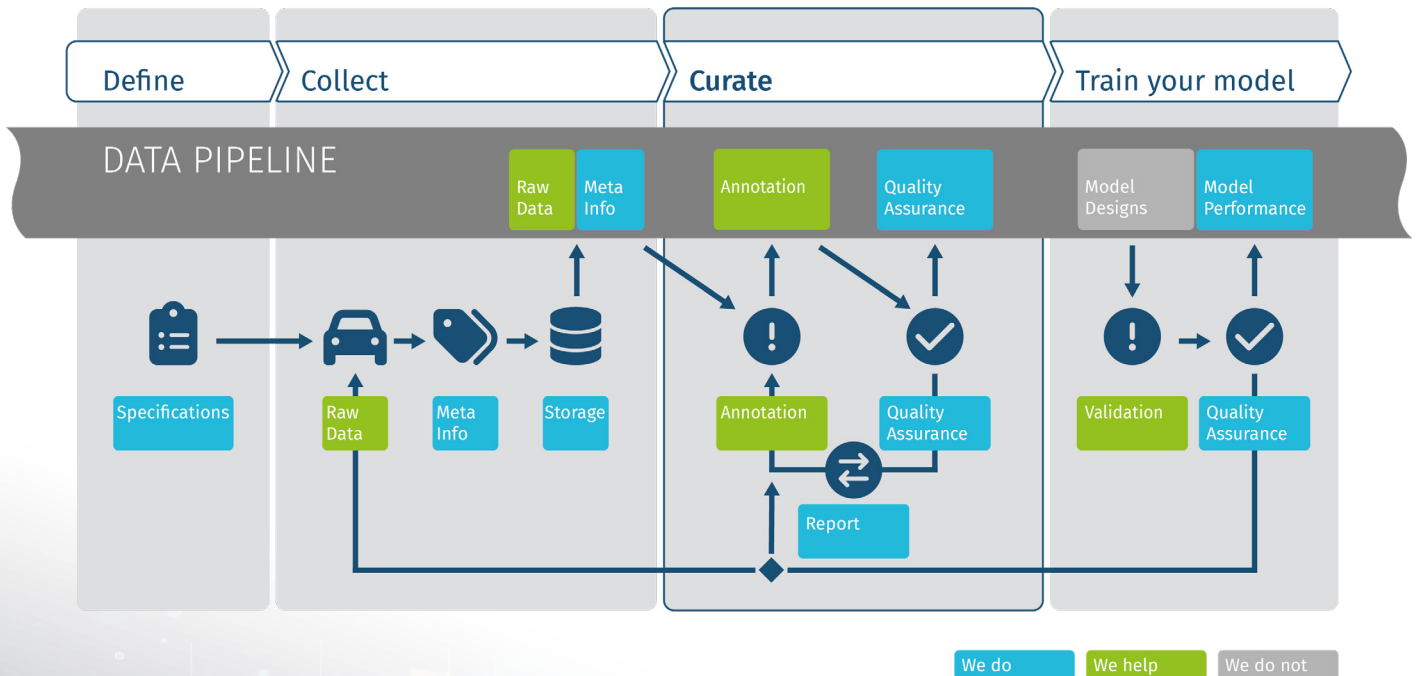 Define
Collect
Curate
Train your model
DATA PIPELINE
Raw
Data
Meta
Info
Annotation
Quality
Assurance
Model
Designs
Model
Performance
Specifications
Raw
Data
Meta
Info
Storage
Annotation
Quality
Assurance
Validation
Quality
Assurance
Report
We do
We help
We do not